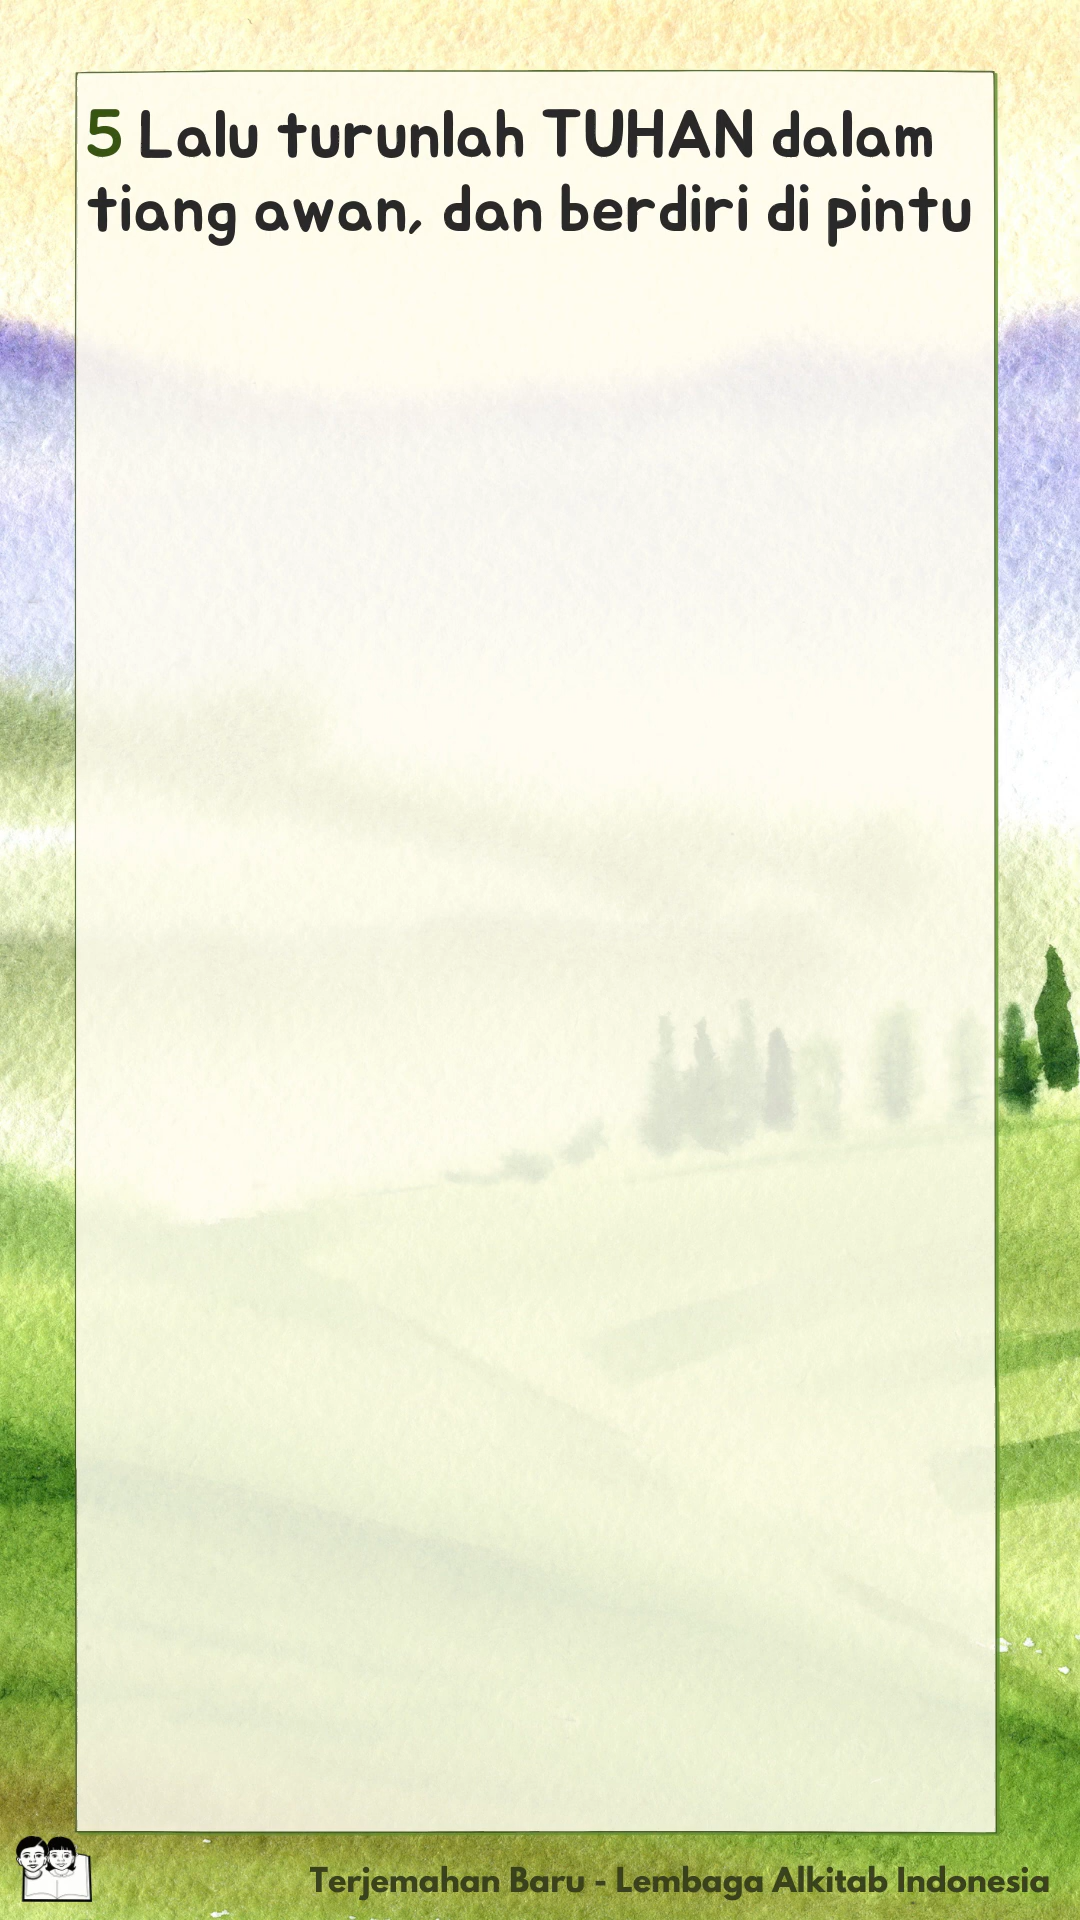 5 Lalu turunlah TUHAN dalam
tiang awan, dan berdiri di pintu
Terjemahan Baru - Lembaga Alkitab Indonesia